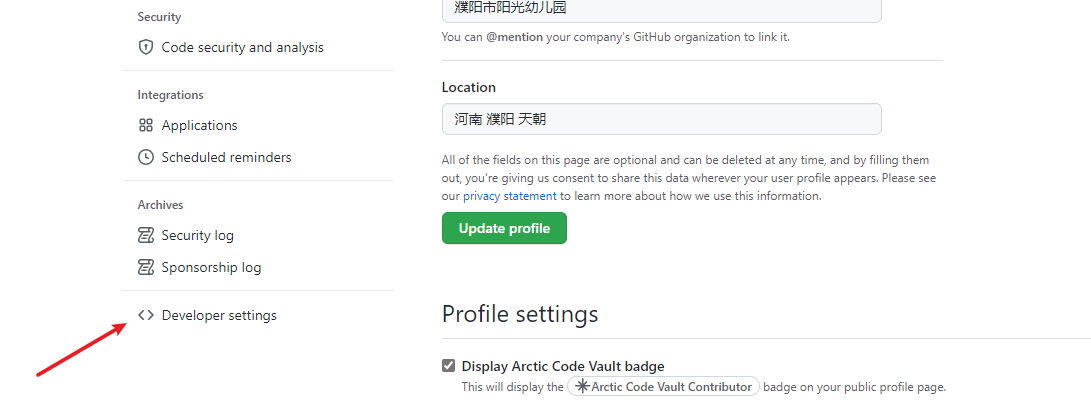 Security
Code security and analysis
Integrations
Applications
Scheduled reminders
Archives
Security log
Sponsorship log
Developer settings
濮阳市阳光幼儿园
You can @mention your company's GitHub organization to link it.
Location
河南 濮阳 天朝
All of the fields on this page are optional and can be deleted at any time, and by filling them
out, you're giving us consent to share this data wherever your user profile appears. Please see
our privacy statement to learn more about how we use this information.
Update profile
Profile settings
Display Arctic Code Vault badge
This will display the Arctic Code Vault Contributor badge on your public profile page.